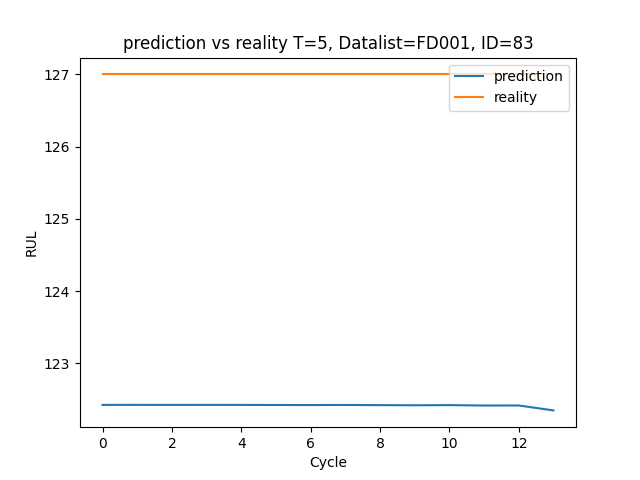 prediction vs reality T=5, Datalist=FD001, ID=83
127
126
125
124
123
RUL
0 2 4 6 8 10 12
Cycle
prediction
reality